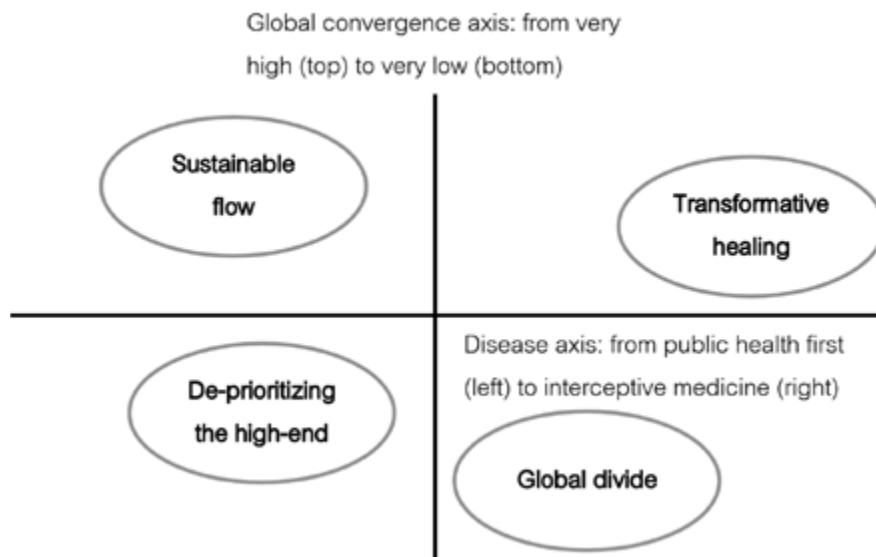 Global convergence axis: from very
high (top) to very low (bottom)
Sustainable
flow
Transformative
healing
Disease axis: from public health first
(left) to interceptive medicine (right)
De-prioritizing
the high-end
Global divide